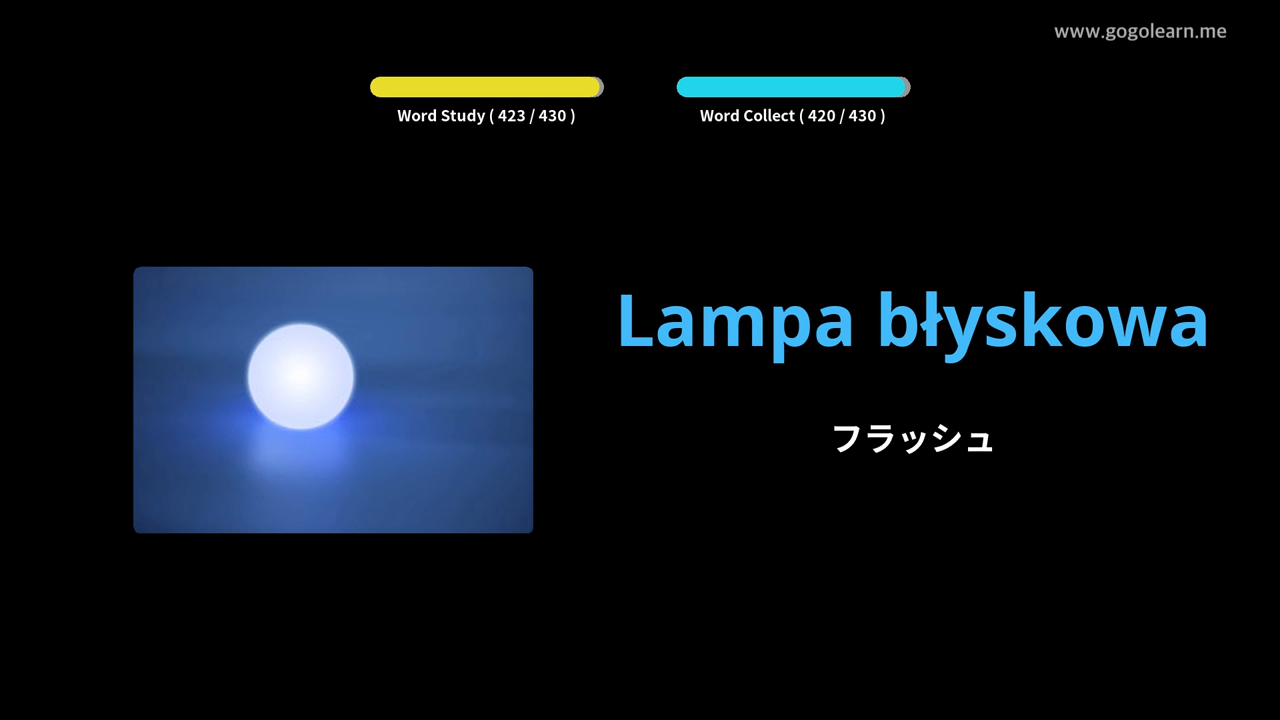 www.gogolearn.me
Word Study ( 423 / 430 )
Word Collect ( 420 / 430 )
Lampa błyskowa
フラッシュ